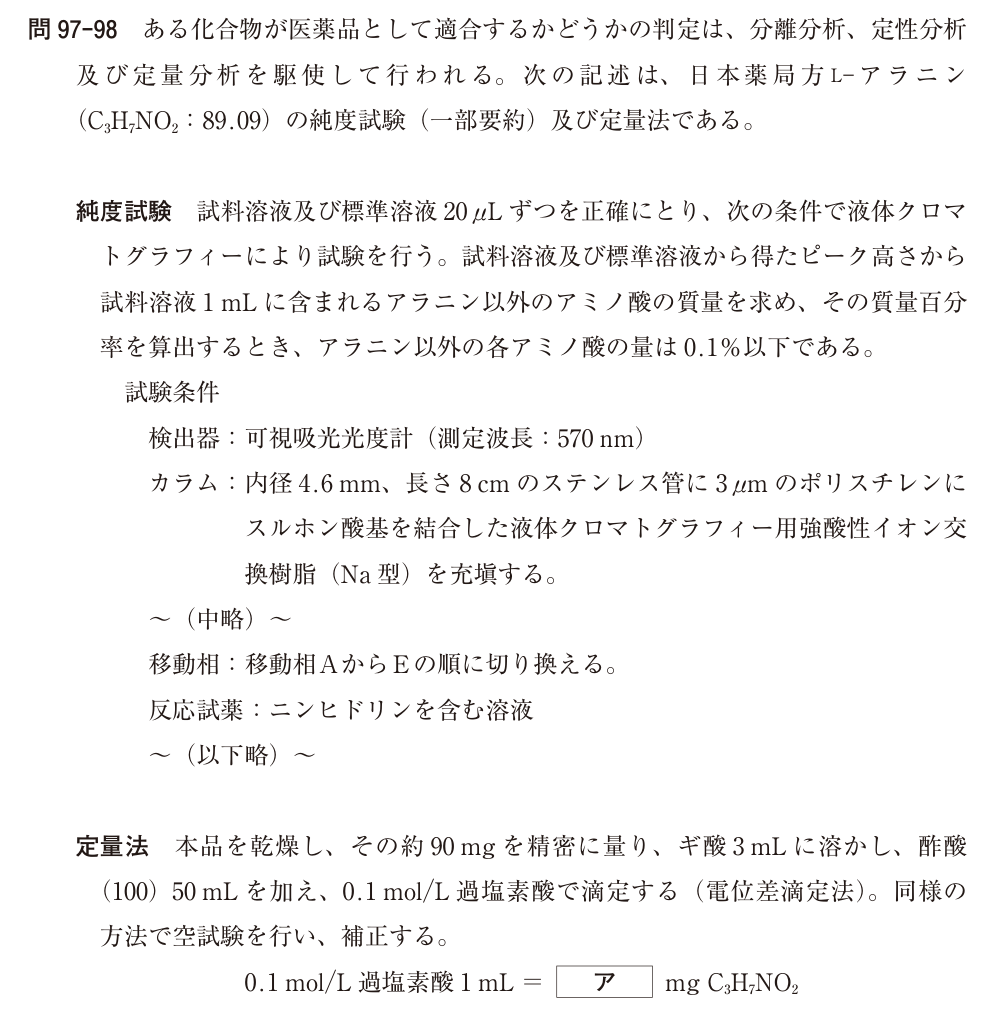 問 97-98 ある化合物が医薬品として適合するかどうかの判定は、分離分析、定性分析
及び定量分析を駆使して行われる。次の記述は、日本薬局方 L-アラニン
(C₃H₇NO₂：89.09) の純度試験（一部要約）及び定量法である。
純度試験 試料溶液及び標準溶液 20 μL ずつを正確にとり、次の条件で液体クロマ
トグラフィーにより試験を行う。試料溶液及び標準溶液から得たピーク高さから
試料溶液 1 mL に含まれるアラニン以外のアミノ酸の質量を求め、その質量百分
率を算出するとき、アラニン以外の各アミノ酸の量は 0.1％以下である。
試験条件
検出器：可視吸光光度計（測定波長：570 nm）
カラム：内径 4.6 mm、長さ 8 cm のステンレス管に 3 μm のポリスチレンに
スルホン酸基を結合した液体クロマトグラフィー用強酸性イオン交
換樹脂（Na 型）を充塡する。
～（中略）～
移動相：移動相AからEの順に切り換える。
反応試薬：ニンヒドリンを含む溶液
～（以下略）～
定量法 本品を乾燥し、その約 90 mg を精密に量り、ギ酸 3 mL に溶かし、酢酸
(100) 50 mL を加え、0.1 mol/L 過塩素酸で滴定する（電位差滴定法）。同様の
方法で空試験を行い、補正する。
0.1 mol/L 過塩素酸 1 mL = ア mg C₃H₇NO₂